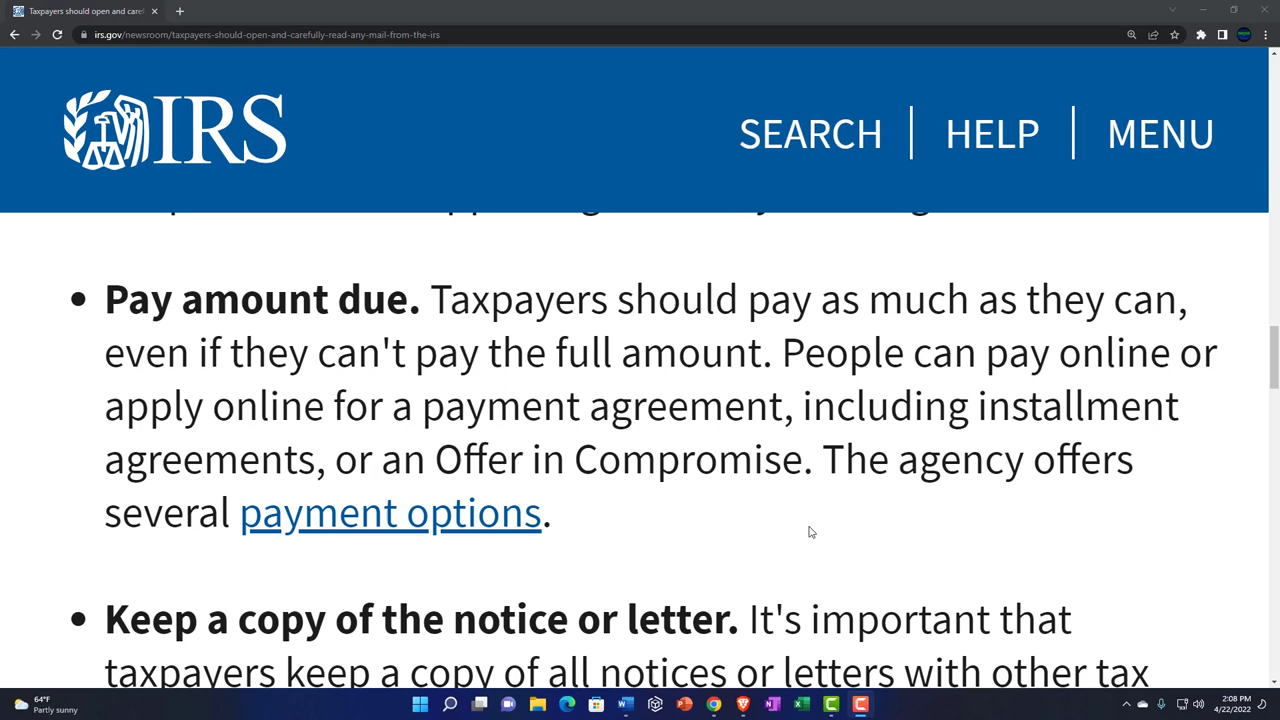 Taxpayers should open and caref
irs.gov/newsroom/taxpayers-should-open-and-carefully-read-any-mail-from-the-irs
IRS
SEARCH
HELP
MENU
• Pay amount due. Taxpayers should pay as much as they can,
even if they can't pay the full amount. People can pay online or
apply online for a payment agreement, including installment
agreements, or an Offer in Compromise. The agency offers
several payment options.
• Keep a copy of the notice or letter. It's important that
taxpayers keep a copy of all notices or letters with other tax
64°F
Partly sunny
2:08 PM
4/22/2022